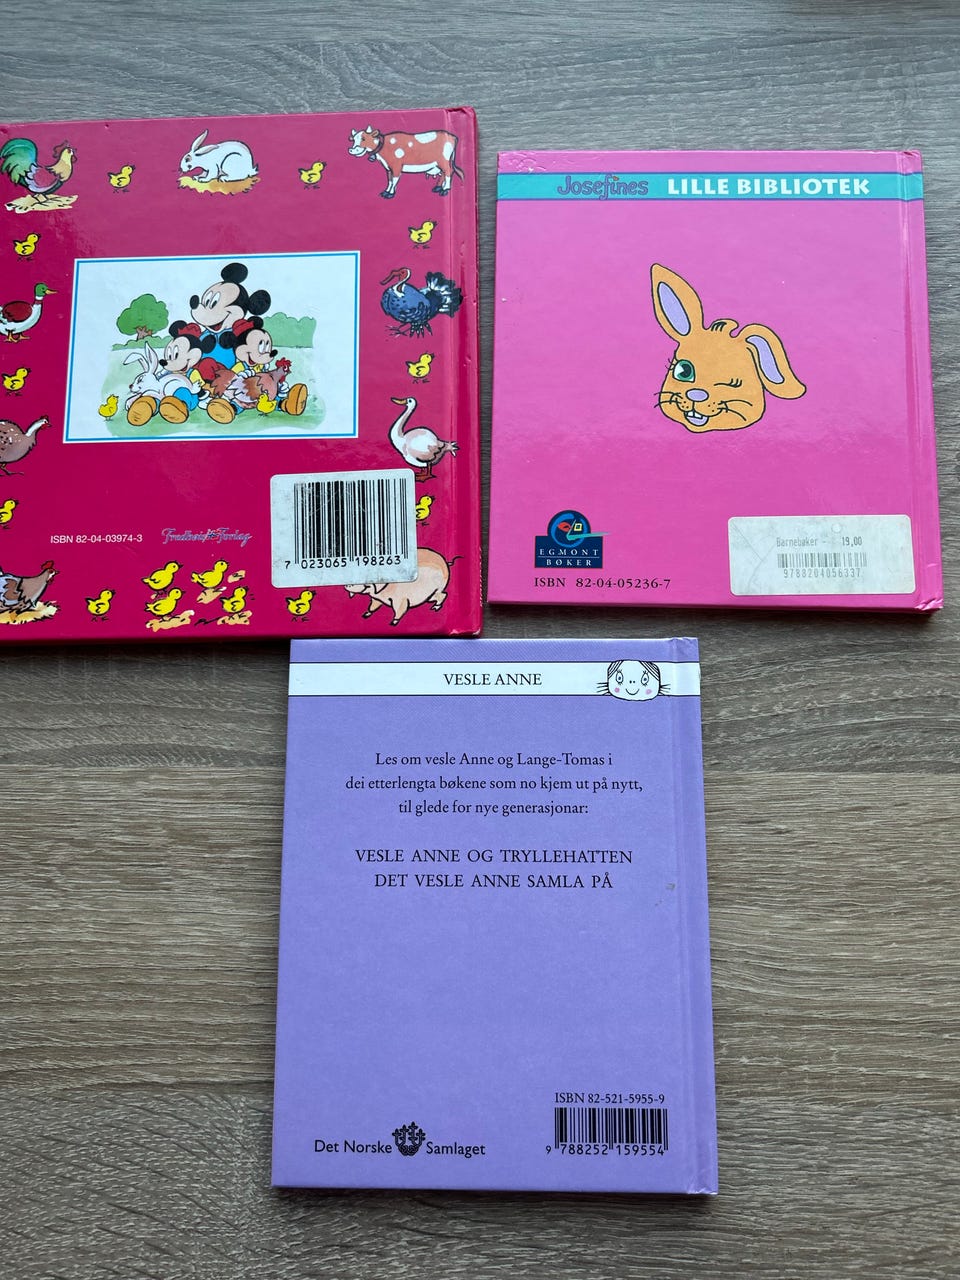 ISBN 82-04-03974-3
Fredhøis Forlag
7 023065 198263
Josefines LILLE BIBLIOTEK
EGMONT
BØKER
ISBN 82-04-05236-7
Barnebøker - 19,00
9788204056337
VESLE ANNE
Les om vesle Anne og Lange-Tomas i
dei etterlengta bøkene som no kjem ut på nytt,
til glede for nye generasjonar:
VESLE ANNE OG TRYLLEHATTEN
DET VESLE ANNE SAMLA PÅ
ISBN 82-521-5955-9
9 788252 159554
Det Norske Samlaget